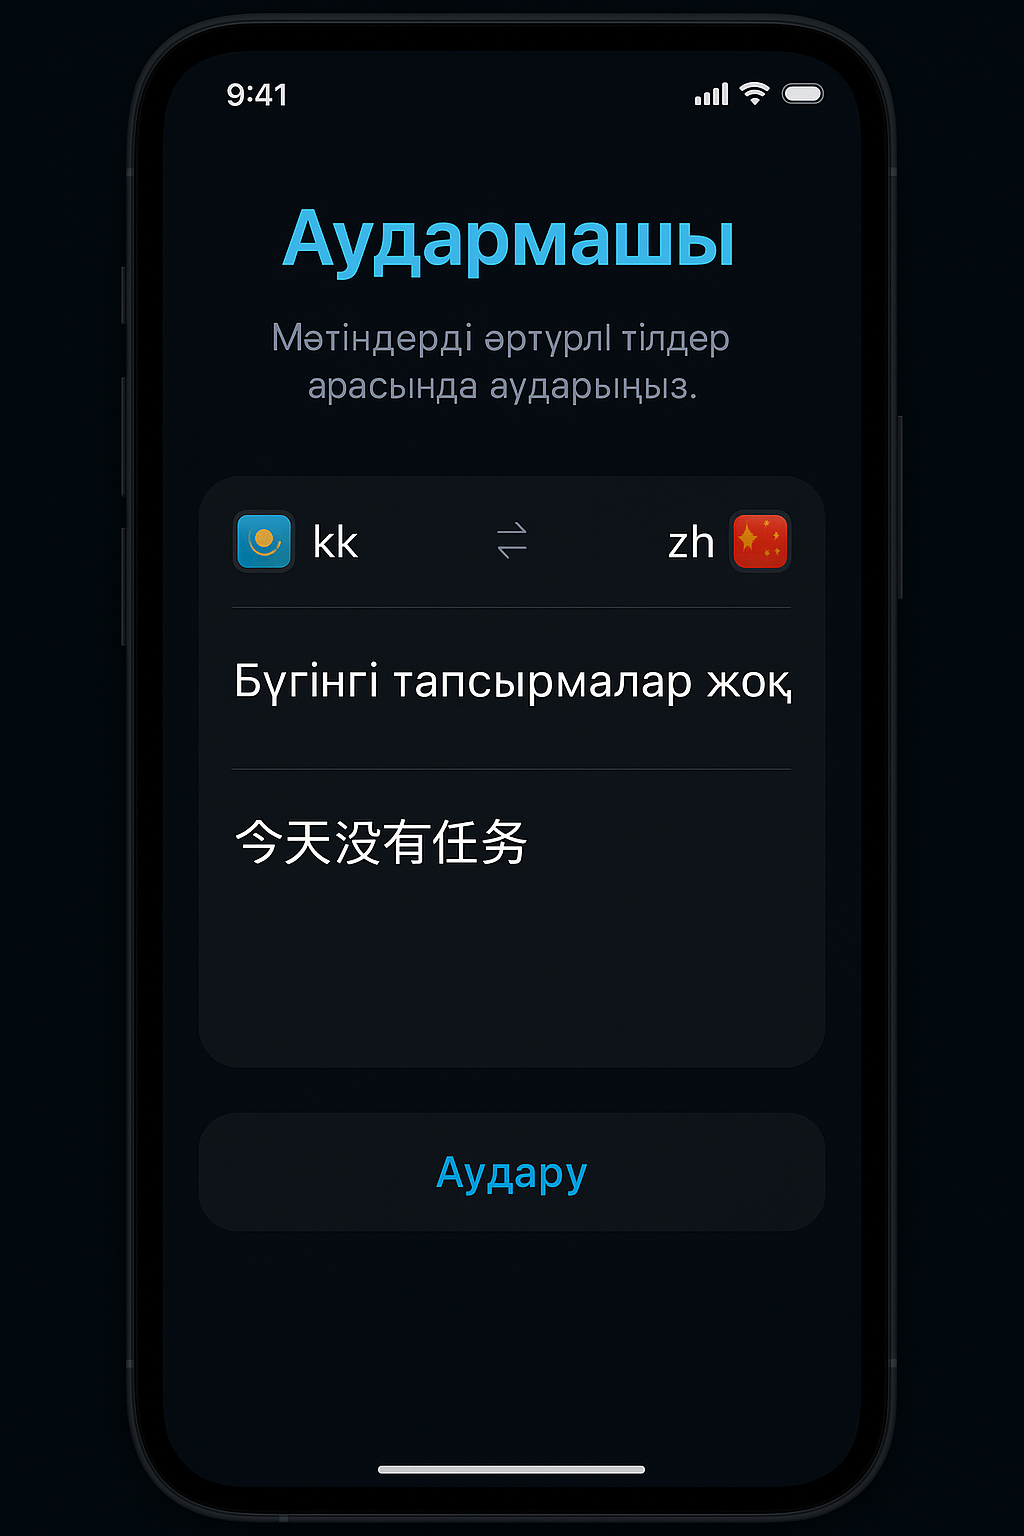 9:41
Аудармашы
Мәтіндерді әртүрлl тілдер
арасында аударыңыз.
kk
zh
Бүгінгі тапсырмалар жоқ
今天没有任务
Аудару